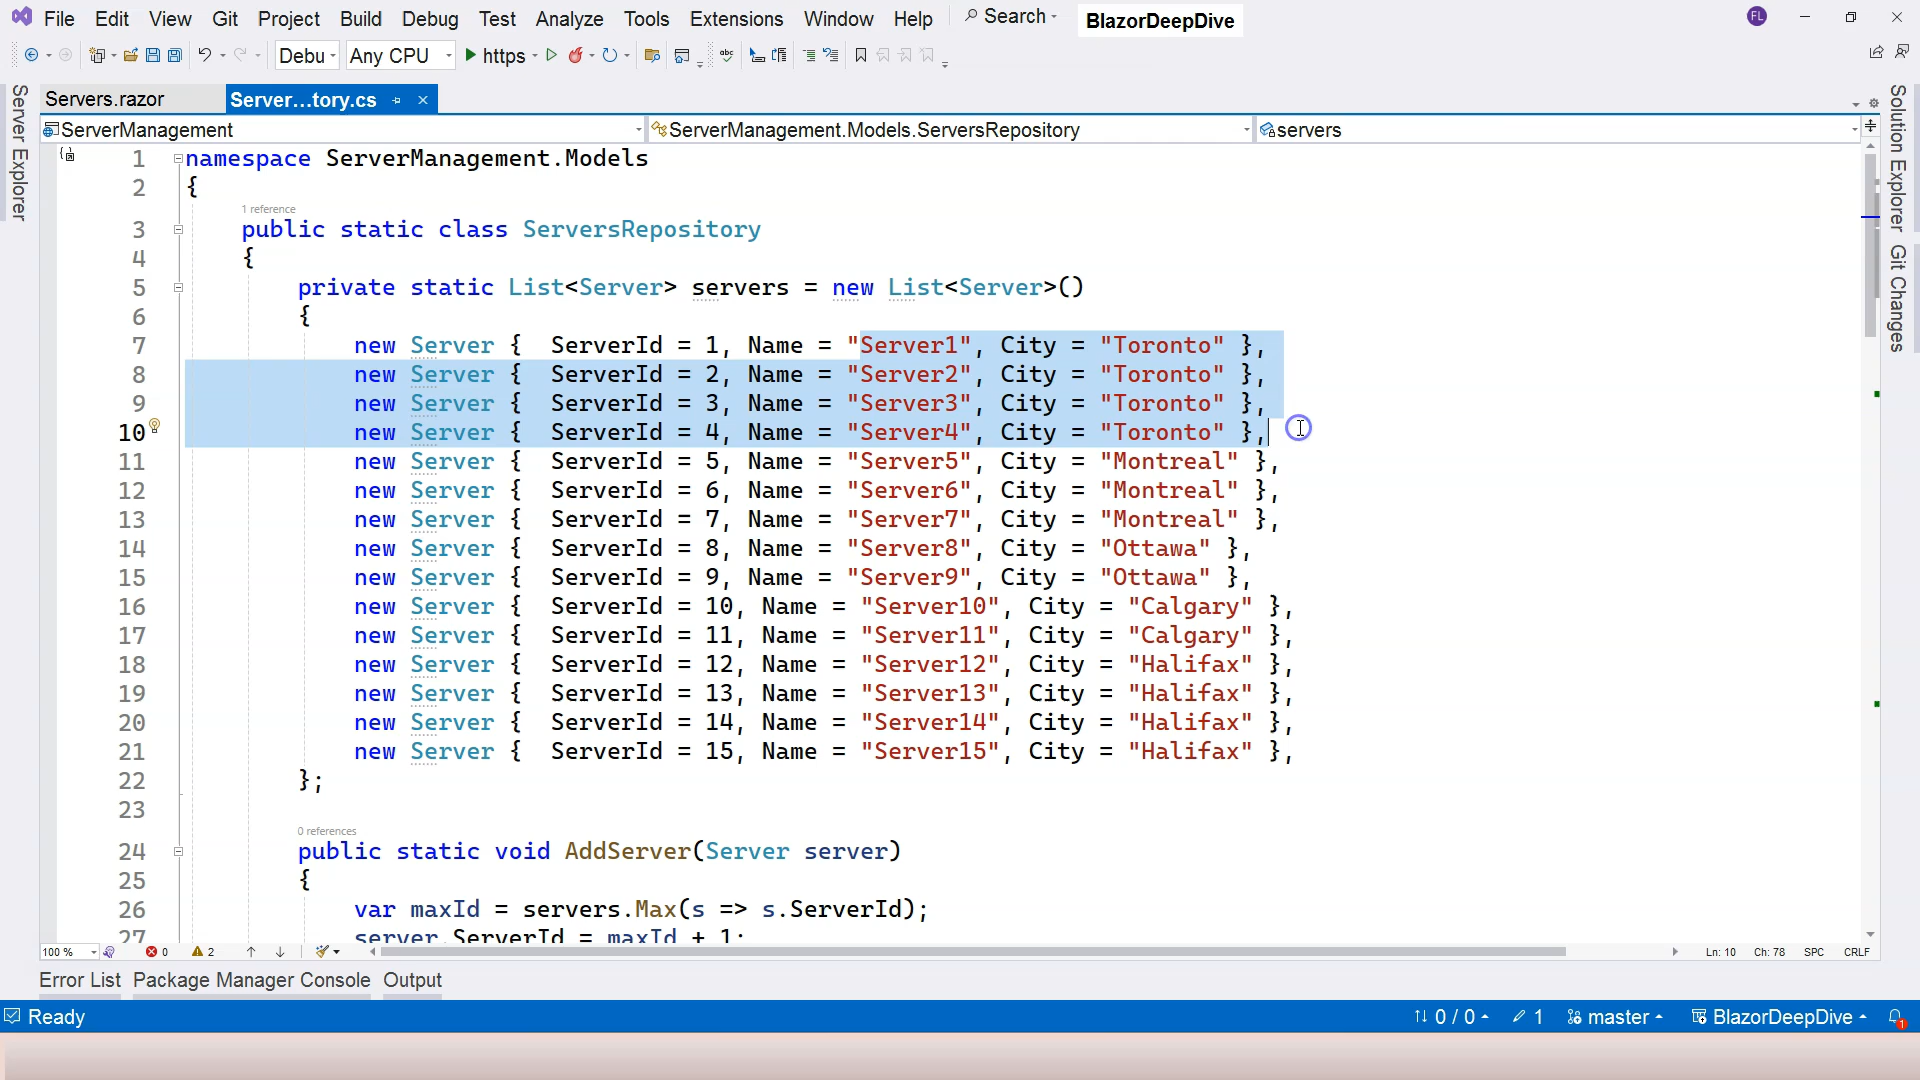 File Edit View Git Project Build Debug Test Analyze Tools Extensions Window Help Search BlazorDeepDive FL
Debu Any CPU https abc
Servers.razor Server...tory.cs
ServerManagement ServerManagement.Models.ServersRepository servers
Server Explorer
Solution Explorer
Git Changes
1 namespace ServerManagement.Models
2 {
1 reference
3 public static class ServersRepository
4 {
5 private static List<Server> servers = new List<Server>()
6 {
7 new Server { ServerId = 1, Name = "Server1", City = "Toronto" },
8 new Server { ServerId = 2, Name = "Server2", City = "Toronto" },
9 new Server { ServerId = 3, Name = "Server3", City = "Toronto" },
10 new Server { ServerId = 4, Name = "Server4", City = "Toronto" },
11 new Server { ServerId = 5, Name = "Server5", City = "Montreal" },
12 new Server { ServerId = 6, Name = "Server6", City = "Montreal" },
13 new Server { ServerId = 7, Name = "Server7", City = "Montreal" },
14 new Server { ServerId = 8, Name = "Server8", City = "Ottawa" },
15 new Server { ServerId = 9, Name = "Server9", City = "Ottawa" },
16 new Server { ServerId = 10, Name = "Server10", City = "Calgary" },
17 new Server { ServerId = 11, Name = "Server11", City = "Calgary" },
18 new Server { ServerId = 12, Name = "Server12", City = "Halifax" },
19 new Server { ServerId = 13, Name = "Server13", City = "Halifax" },
20 new Server { ServerId = 14, Name = "Server14", City = "Halifax" },
21 new Server { ServerId = 15, Name = "Server15", City = "Halifax" },
22 };
23
0 references
24 public static void AddServer(Server server)
25 {
26 var maxId = servers.Max(s => s.ServerId);
27 server.ServerId = maxId + 1;
100 % 0 2 Ln: 10 Ch: 78 SPC CRLF
Error List Package Manager Console Output
Ready 0 / 0 1 master BlazorDeepDive 1